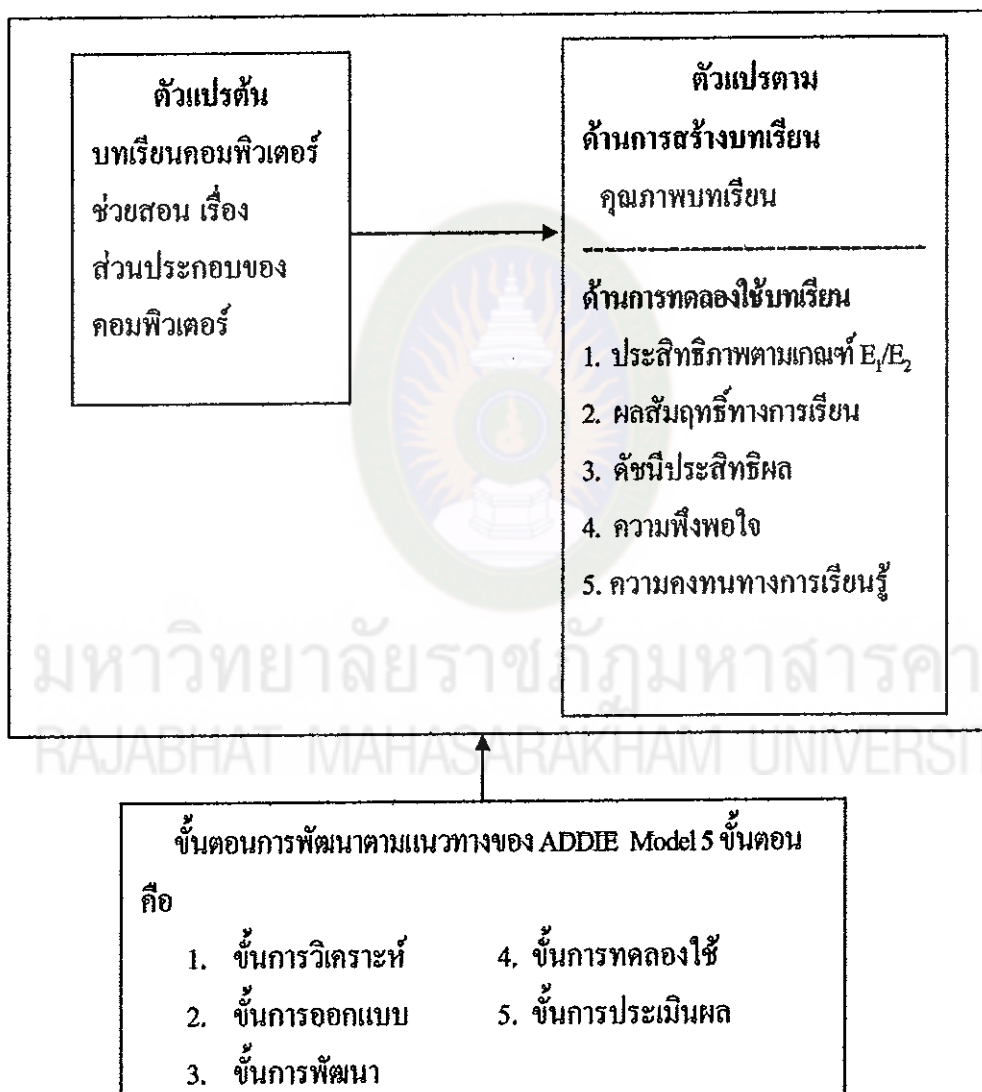 ตัวแปรต้น
บทเรียนคอมพิวเตอร์
ช่วยสอน เรื่อง
ส่วนประกอบของ
คอมพิวเตอร์
ตัวแปรตาม
ด้านการสร้างบทเรียน
คุณภาพบทเรียน
ด้านการทดลองใช้บทเรียน
1. ประสิทธิภาพตามเกณฑ์ E₁/E₂
2. ผลสัมฤทธิ์ทางการเรียน
3. ดัชนีประสิทธิผล
4. ความพึงพอใจ
5. ความคงทนทางการเรียนรู้
มหาวิทยาลัยราชภัฏมหาสารคา
RAJABHAT MAHASARAKHAM UNIVERSIT
ขั้นตอนการพัฒนาตามแนวทางของ ADDIE Model 5 ขั้นตอน
คือ
1. ขั้นการวิเคราะห์
2. ขั้นการออกแบบ
3. ขั้นการพัฒนา
4. ขั้นการทดลองใช้
5. ขั้นการประเมินผล